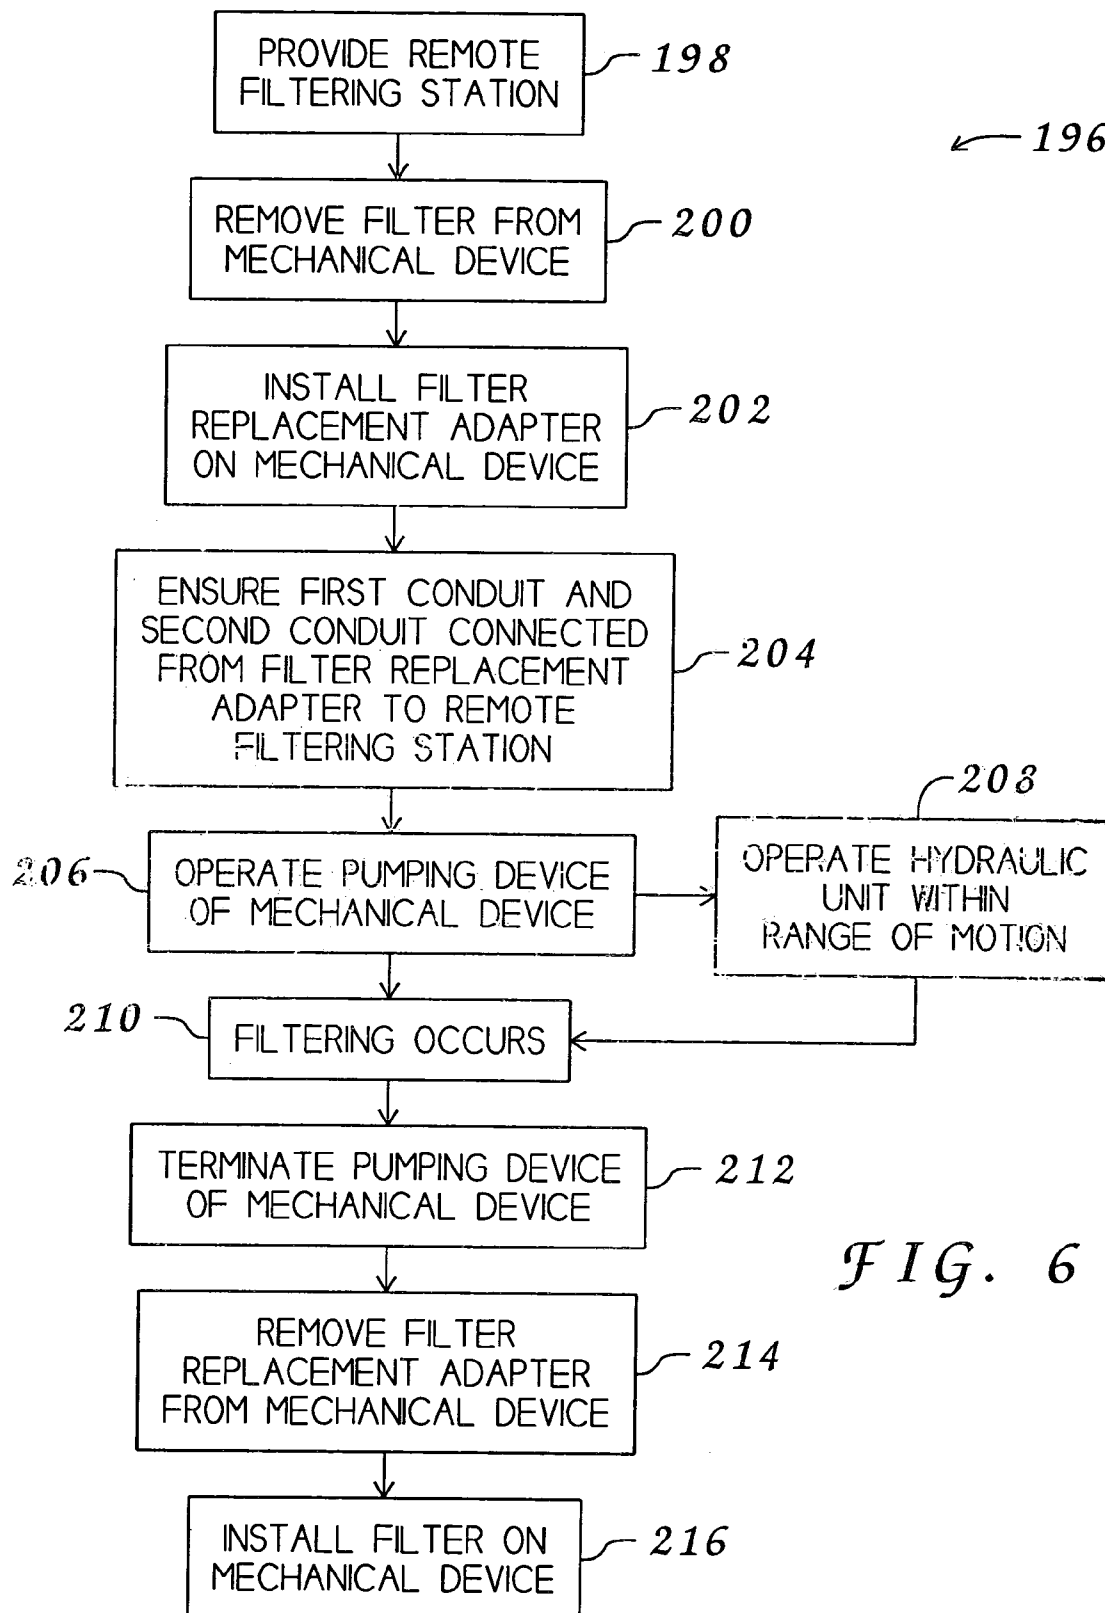 PROVIDE REMOTE
FILTERING STATION
198
196
REMOVE FILTER FROM
MECHANICAL DEVICE
200
INSTALL FILTER
REPLACEMENT ADAPTER
ON MECHANICAL DEVICE
202
ENSURE FIRST CONDUIT AND
SECOND CONDUIT CONNECTED
FROM FILTER REPLACEMENT
ADAPTER TO REMOTE
FILTERING STATION
204
206
OPERATE PUMPING DEVICE
OF MECHANICAL DEVICE
208
OPERATE HYDRAULIC
UNIT WITHIN
RANGE OF MOTION
210
FILTERING OCCURS
TERMINATE PUMPING DEVICE
OF MECHANICAL DEVICE
212
FIG. 6
REMOVE FILTER
REPLACEMENT ADAPTER
FROM MECHANICAL DEVICE
214
INSTALL FILTER ON
MECHANICAL DEVICE
216